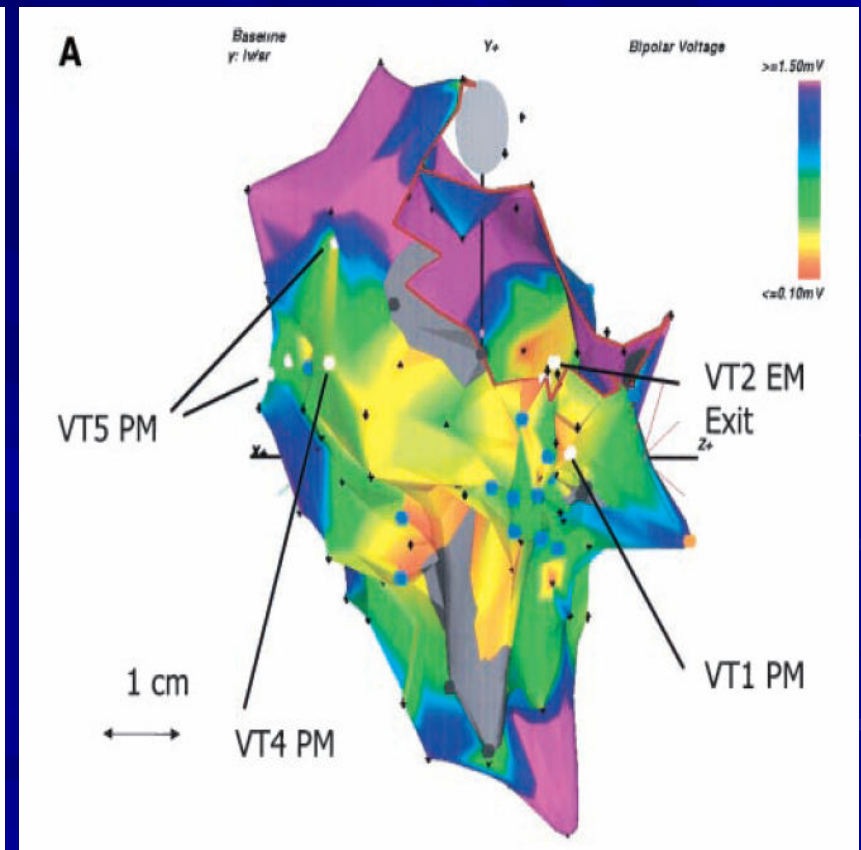 A
Baseline
Y+
Bipolar Voltage
>=1.50mV
<=0.10mV
VT2 EM
Exit
VT5 PM
X+
Z+
1 cm
VT4 PM
VT1 PM